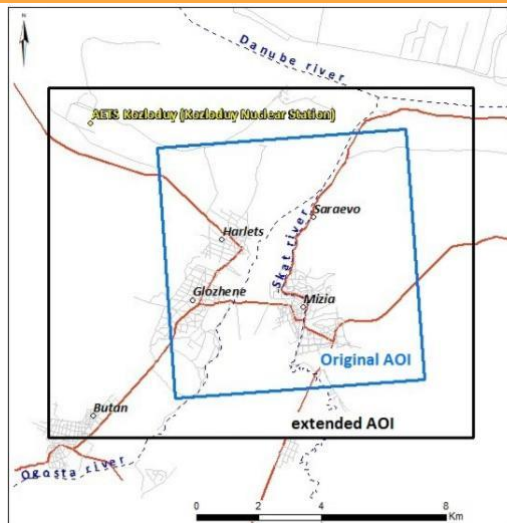 N
Danube river
AETS Kozloduy (Kozloduy Nuclear Station)
Saraevo
Harlets
Skat river
Glozhene
Mizia
Original AOI
Butan
extended AOI
Ogosta river
0 2 4 8
Km